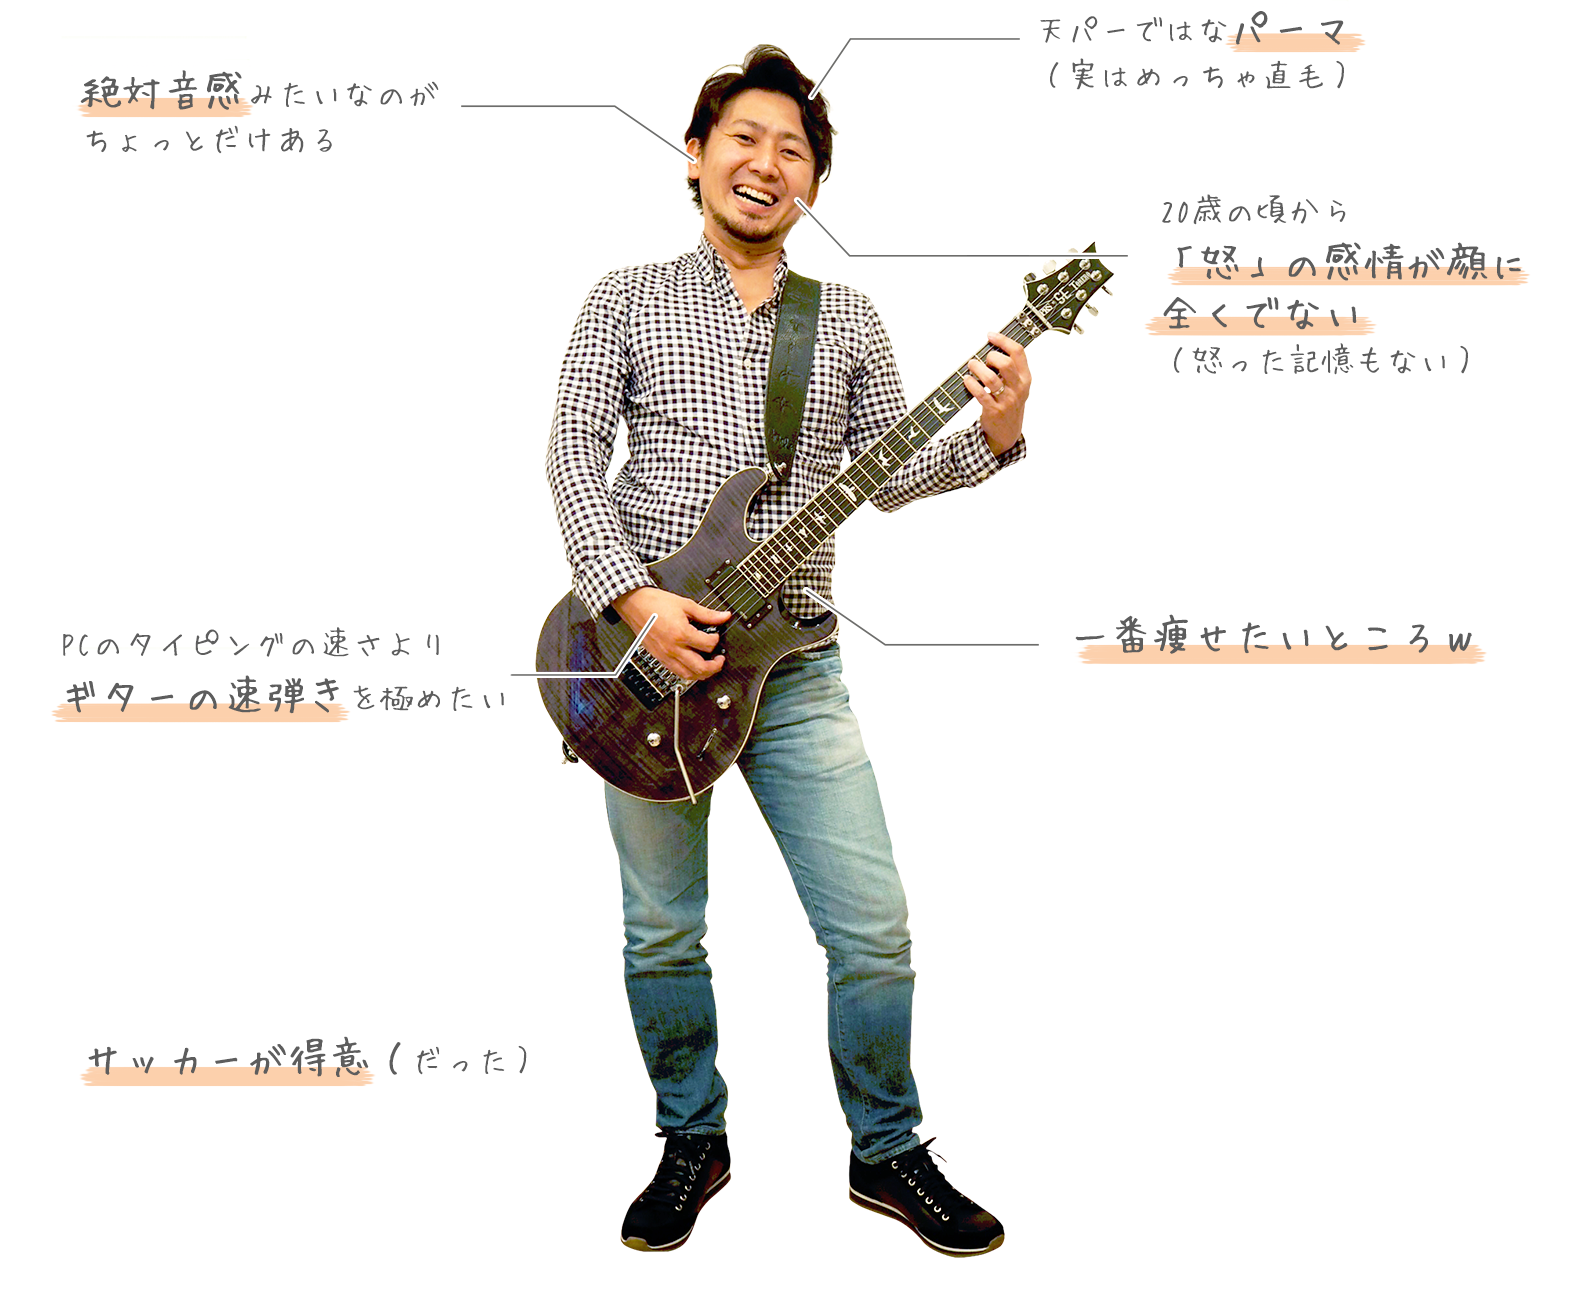 天パーではなパーマ
（実はめっちゃ直毛）
絶対音感みたいなのが
ちょっとだけある
20歳の頃から
「怒」の感情が顔に
全くでない
（怒った記憶もない）
PCのタイピングの速さより
ギターの速弾きを極めたい
一番痩せたいところw
サッカーが得意（だった）